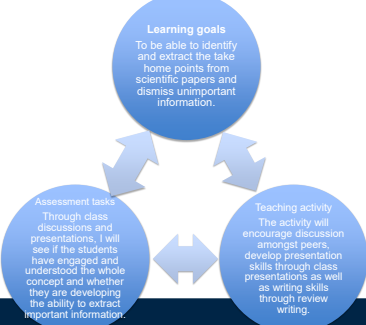 Learning goals
To be able to identify
and extract the take
home points from
scientific papers and
dismiss unimportant
information.
Assessment tasks
Through class
discussions and
presentations, I will
see if the students
have engaged and
understood the whole
concept and whether
they are developing
the ability to extract
important information.
Teaching activity
The activity will
encourage discussion
amongst peers,
develop presentation
skills through class
presentations as well
as writing skills
through review
writing.